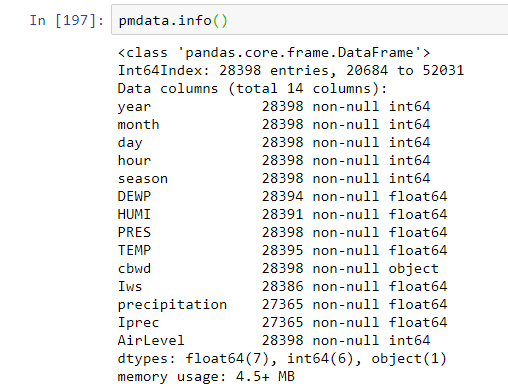 In [197]: pmdata.info()
<class 'pandas.core.frame.DataFrame'>
Int64Index: 28398 entries, 20684 to 52031
Data columns (total 14 columns):
year             28398 non-null int64
month            28398 non-null int64
day              28398 non-null int64
hour             28398 non-null int64
season           28398 non-null int64
DEWP             28394 non-null float64
HUMI             28391 non-null float64
PRES             28398 non-null float64
TEMP             28395 non-null float64
cbwd             28398 non-null object
Iws              28386 non-null float64
precipitation    27365 non-null float64
Iprec            27365 non-null float64
AirLevel         28398 non-null int64
dtypes: float64(7), int64(6), object(1)
memory usage: 4.5+ MB